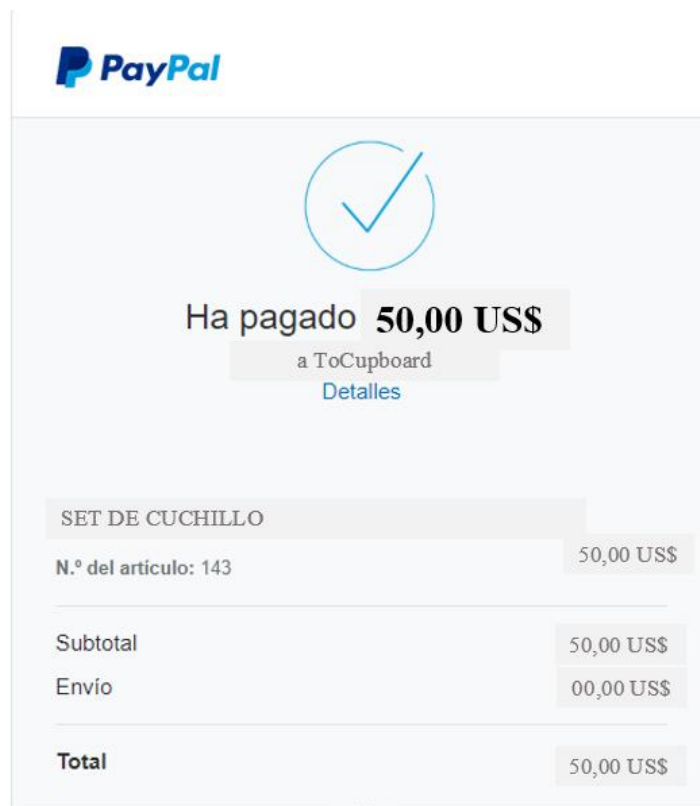 PayPal
Ha pagado 50,00 US$
a ToCupboard
Detalles
SET DE CUCHILLO
50,00 US$
N.º del artículo: 143
Subtotal 50,00 US$
Envío 00,00 US$
Total 50,00 US$